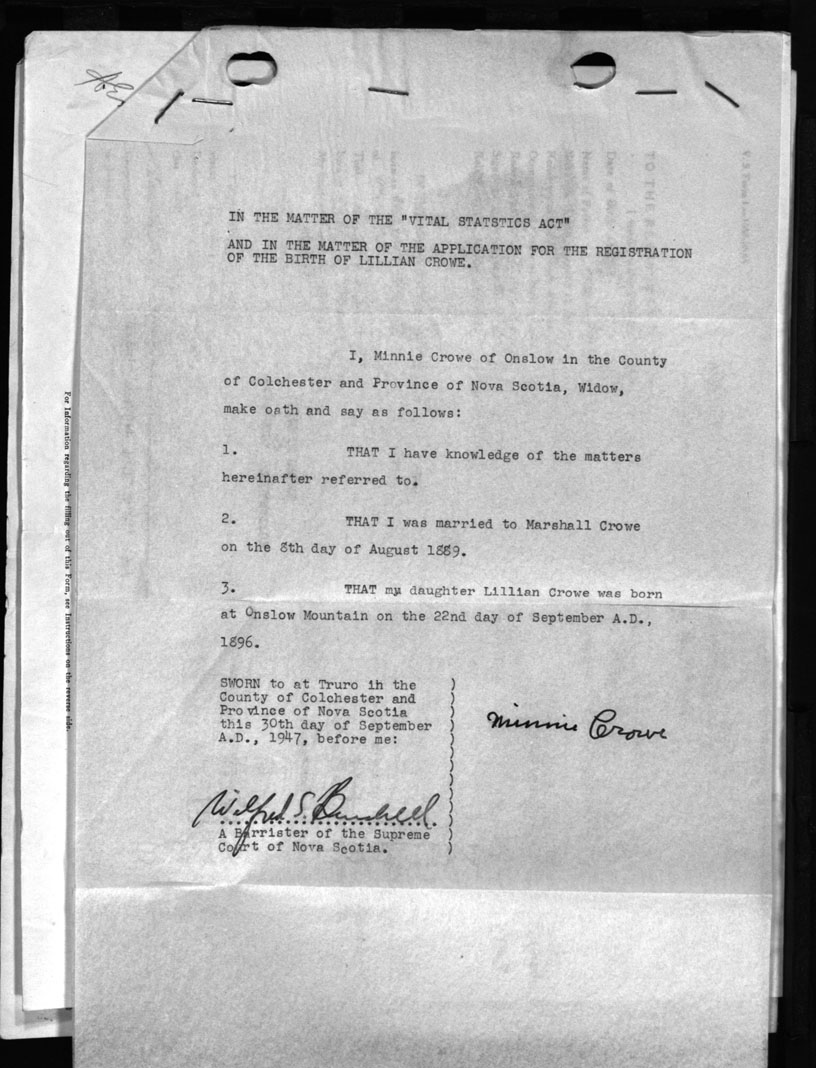 IN THE MATTER OF THE "VITAL STATSTICS ACT"
AND IN THE MATTER OF THE APPLICATION FOR THE REGISTRATION
OF THE BIRTH OF LILLIAN CROWE.
I, Minnie Crowe of Onslow in the County
of Colchester and Province of Nova Scotia, Widow,
make oath and say as follows:
1. THAT I have knowledge of the matters
hereinafter referred to.
2. THAT I was married to Marshall Crowe
on the 8th day of August 1889.
3. THAT my daughter Lillian Crowe was born
at Onslow Mountain on the 22nd day of September A.D.,
1896.
SWORN to at Truro ih the )
County of Colchester and )
Province of Nova Scotia )
this 30th day of September )
A.D., 1947, before me: )
Minnie Crowe
Wilfred S.
A Barrister of the Supreme )
Court of Nova Scotia. )
For Information regarding the filling out of this Form, see Instructions on the reverse side.